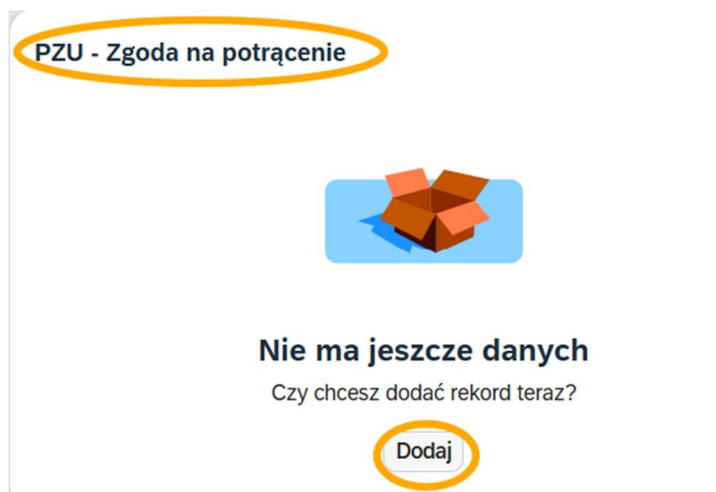 PZU - Zgoda na potrącenie
Nie ma jeszcze danych
Czy chcesz dodać rekord teraz?
Dodaj